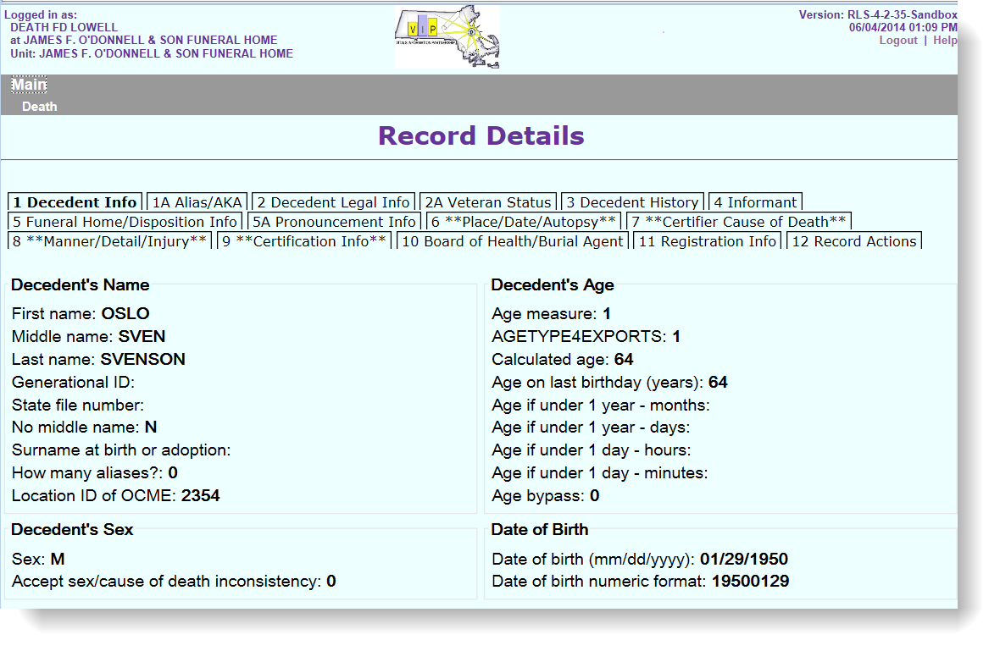 Logged in as:
DEATH FD LOWELL
at JAMES F. O'DONNELL & SON FUNERAL HOME
Unit: JAMES F. O'DONNELL & SON FUNERAL HOME
V I P
VITALS INFORMATION PARTNERSHIP
Version: RLS-4-2-35-Sandbox
06/04/2014 01:09 PM
Logout | Help
Main
Death
Record Details
1 Decedent Info 1A Alias/AKA 2 Decedent Legal Info 2A Veteran Status 3 Decedent History 4 Informant
5 Funeral Home/Disposition Info 5A Pronouncement Info 6 **Place/Date/Autopsy** 7 **Certifier Cause of Death**
8 **Manner/Detail/Injury** 9 **Certification Info** 10 Board of Health/Burial Agent 11 Registration Info 12 Record Actions
Decedent's Name
First name: OSLO
Middle name: SVEN
Last name: SVENSON
Generational ID:
State file number:
No middle name: N
Surname at birth or adoption:
How many aliases?: 0
Location ID of OCME: 2354
Decedent's Age
Age measure: 1
AGETYPE4EXPORTS: 1
Calculated age: 64
Age on last birthday (years): 64
Age if under 1 year - months:
Age if under 1 year - days:
Age if under 1 day - hours:
Age if under 1 day - minutes:
Age bypass: 0
Decedent's Sex
Sex: M
Accept sex/cause of death inconsistency: 0
Date of Birth
Date of birth (mm/dd/yyyy): 01/29/1950
Date of birth numeric format: 19500129